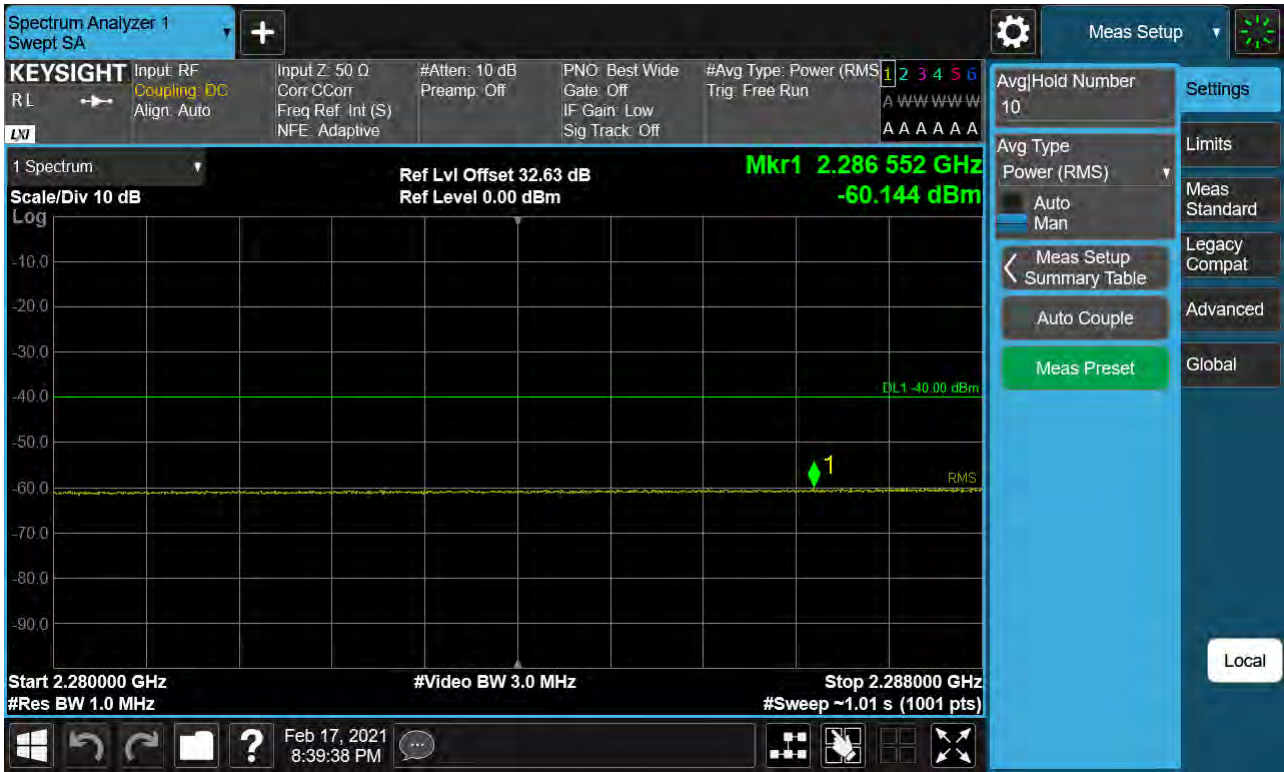 Spectrum Analyzer 1
Swept SA
Meas Setup
KEYSIGHT
RL
LXI
Input: RF
Coupling: DC
Align: Auto
Input Z: 50 Ω
Corr CCorr
Freq Ref: Int (S)
NFE: Adaptive
#Atten: 10 dB
Preamp: Off
PNO: Best Wide
Gate: Off
IF Gain: Low
Sig Track: Off
#Avg Type: Power (RMS
Trig: Free Run
1 2 3 4 5 6
A W W W W W
A A A A A A
1 Spectrum
Scale/Div 10 dB
Log
Ref Lvl Offset 32.63 dB
Ref Level 0.00 dBm
Mkr1 2.286 552 GHz
-60.144 dBm
-10.0
-20.0
-30.0
-40.0
-50.0
-60.0
-70.0
-80.0
-90.0
DL1 -40.00 dBm
1
RMS
Start 2.280000 GHz
#Res BW 1.0 MHz
#Video BW 3.0 MHz
Stop 2.288000 GHz
#Sweep ~1.01 s (1001 pts)
Avg|Hold Number
10
Avg Type
Power (RMS)
Auto
Man
Meas Setup
Summary Table
Auto Couple
Meas Preset
Settings
Limits
Meas
Standard
Legacy
Compat
Advanced
Global
Local
?
Feb 17, 2021
8:39:38 PM